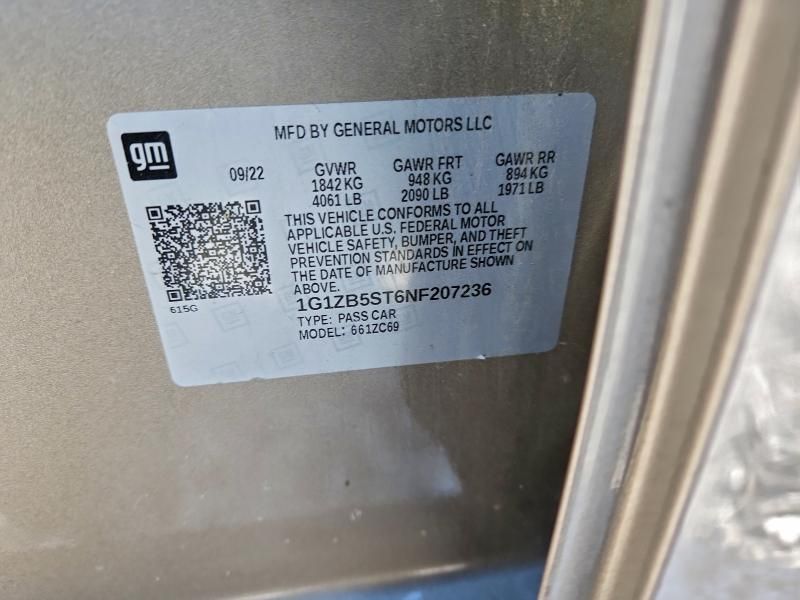 MFD BY GENERAL MOTORS LLC
gm
09/22 GVWR GAWR FRT GAWR RR
1842 KG 948 KG 894 KG
4061 LB 2090 LB 1971 LB
THIS VEHICLE CONFORMS TO ALL
APPLICABLE U.S. FEDERAL MOTOR
VEHICLE SAFETY, BUMPER, AND THEFT
PREVENTION STANDARDS IN EFFECT ON
THE DATE OF MANUFACTURE SHOWN
ABOVE.
1G1ZB5ST6NF207236
615G
TYPE: PASS CAR
MODEL: 661ZC69